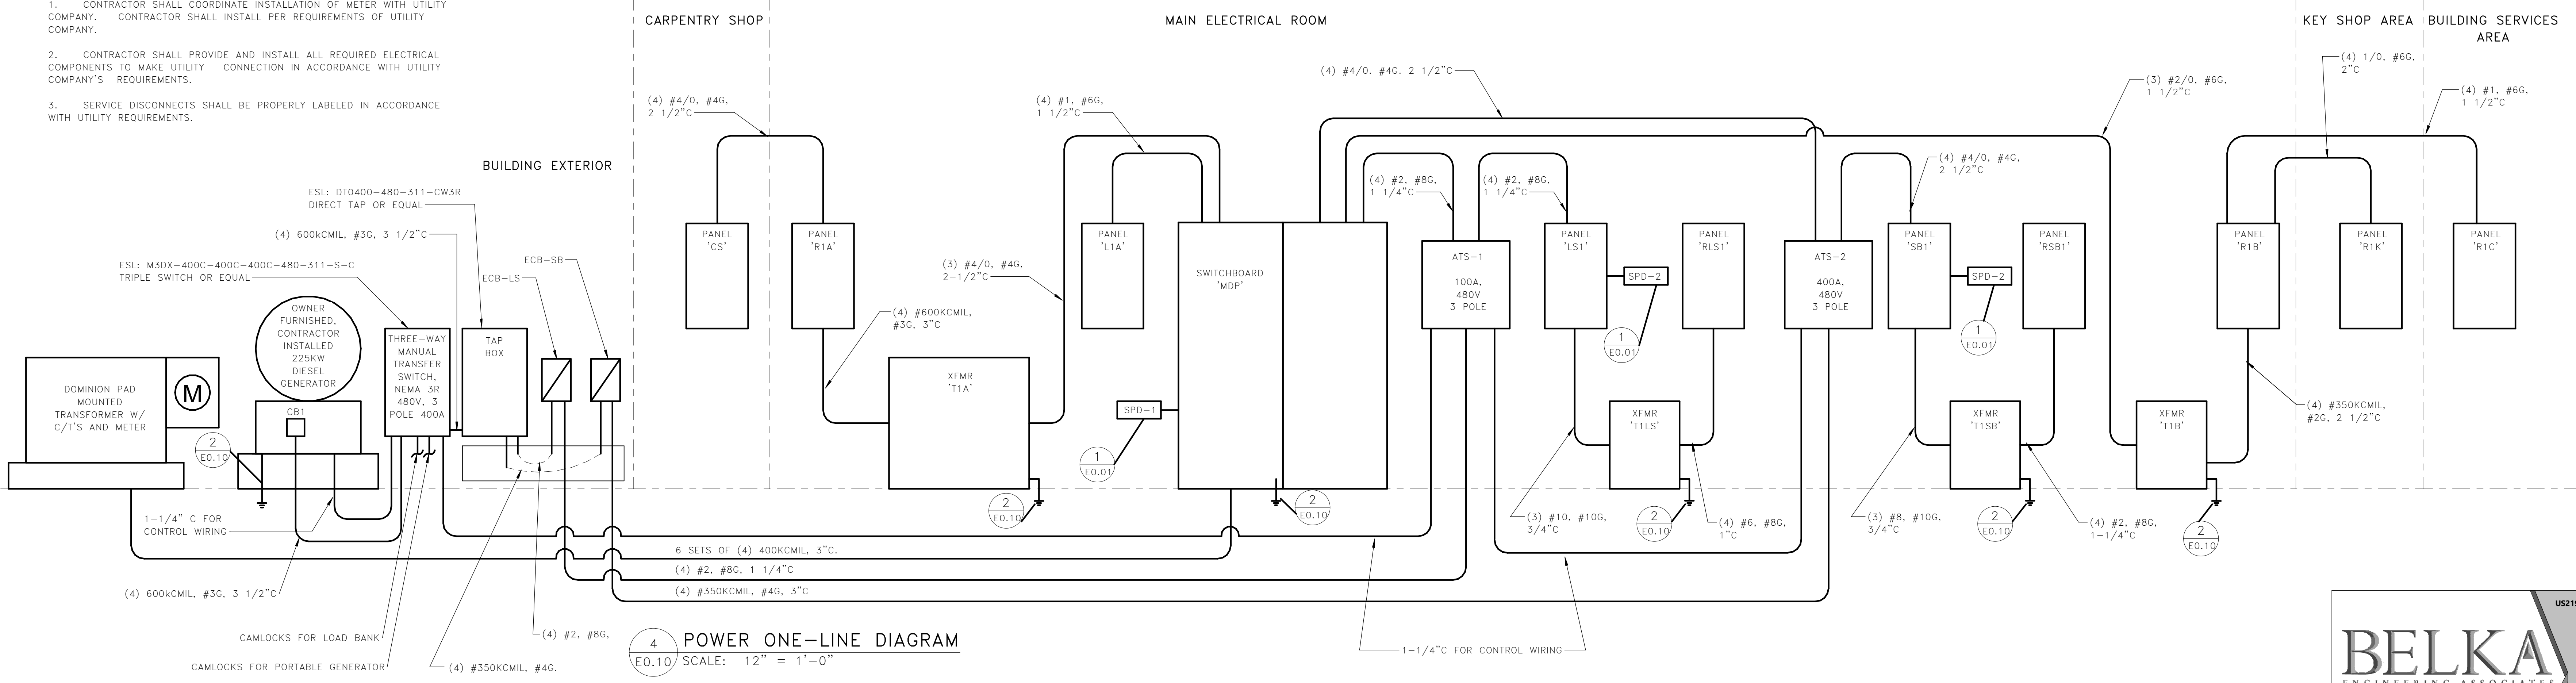 1. CONTRACTOR SHALL COORDINATE INSTALLATION OF METER WITH UTILITY
COMPANY. CONTRACTOR SHALL INSTALL PER REQUIREMENTS OF UTILITY
COMPANY.
2. CONTRACTOR SHALL PROVIDE AND INSTALL ALL REQUIRED ELECTRICAL
COMPONENTS TO MAKE UTILITY CONNECTION IN ACCORDANCE WITH UTILITY
COMPANY'S REQUIREMENTS.
3. SERVICE DISCONNECTS SHALL BE PROPERLY LABELED IN ACCORDANCE
WITH UTILITY REQUIREMENTS.
BUILDING EXTERIOR
CARPENTRY SHOP
MAIN ELECTRICAL ROOM
KEY SHOP AREA
BUILDING SERVICES
AREA
ESL: DT0400-480-311-CW3R
DIRECT TAP OR EQUAL
(4) 600kCMIL, #3G, 3 1/2"C
ESL: M3DX-400C-400C-400C-480-311-S-C
TRIPLE SWITCH OR EQUAL
ECB-LS
ECB-SB
DOMINION PAD
MOUNTED
TRANSFORMER W/
C/T'S AND METER
M
OWNER
FURNISHED,
CONTRACTOR
INSTALLED
225KW
DIESEL
GENERATOR
CB1
2
E0.10
THREE-WAY
MANUAL
TRANSFER
SWITCH,
NEMA 3R
480V, 3
POLE 400A
TAP
BOX
1-1/4" C FOR
CONTROL WIRING
(4) 600kCMIL, #3G, 3 1/2"C
CAMLOCKS FOR LOAD BANK
CAMLOCKS FOR PORTABLE GENERATOR
(4) #350KCMIL, #4G.
(4) #2, #8G,
(4) #4/0, #4G,
2 1/2"C
PANEL
'CS'
PANEL
'R1A'
(4) #600KCMIL,
#3G, 3"C
XFMR
'T1A'
2
E0.10
(3) #4/0, #4G,
2-1/2"C
(4) #1, #6G,
1 1/2"C
PANEL
'L1A'
SPD-1
1
E0.01
SWITCHBOARD
'MDP'
2
E0.10
(4) #4/0. #4G. 2 1/2"C
(4) #2, #8G,
1 1/4"C
(4) #2, #8G,
1 1/4"C
ATS-1
100A,
480V
3 POLE
PANEL
'LS1'
SPD-2
1
E0.01
PANEL
'RLS1'
XFMR
'T1LS'
(3) #10, #10G,
3/4"C
2
E0.10
(4) #6, #8G,
1"C
ATS-2
400A,
480V
3 POLE
(4) #4/0, #4G,
2 1/2"C
PANEL
'SB1'
SPD-2
1
E0.01
PANEL
'RSB1'
XFMR
'T1SB'
(3) #8, #10G,
3/4"C
2
E0.10
(4) #2, #8G,
1-1/4"C
(3) #2/0, #6G,
1 1/2"C
XFMR
'T1B'
2
E0.10
PANEL
'R1B'
(4) #350KCMIL,
#2G, 2 1/2"C
(4) 1/0, #6G,
2"C
PANEL
'R1K'
(4) #1, #6G,
1 1/2"C
PANEL
'R1C'
6 SETS OF (4) 400KCMIL, 3"C.
(4) #2, #8G, 1 1/4"C
(4) #350KCMIL, #4G, 3"C
1-1/4"C FOR CONTROL WIRING
4
E0.10
POWER ONE-LINE DIAGRAM
SCALE: 12" = 1'-0"
BELKA